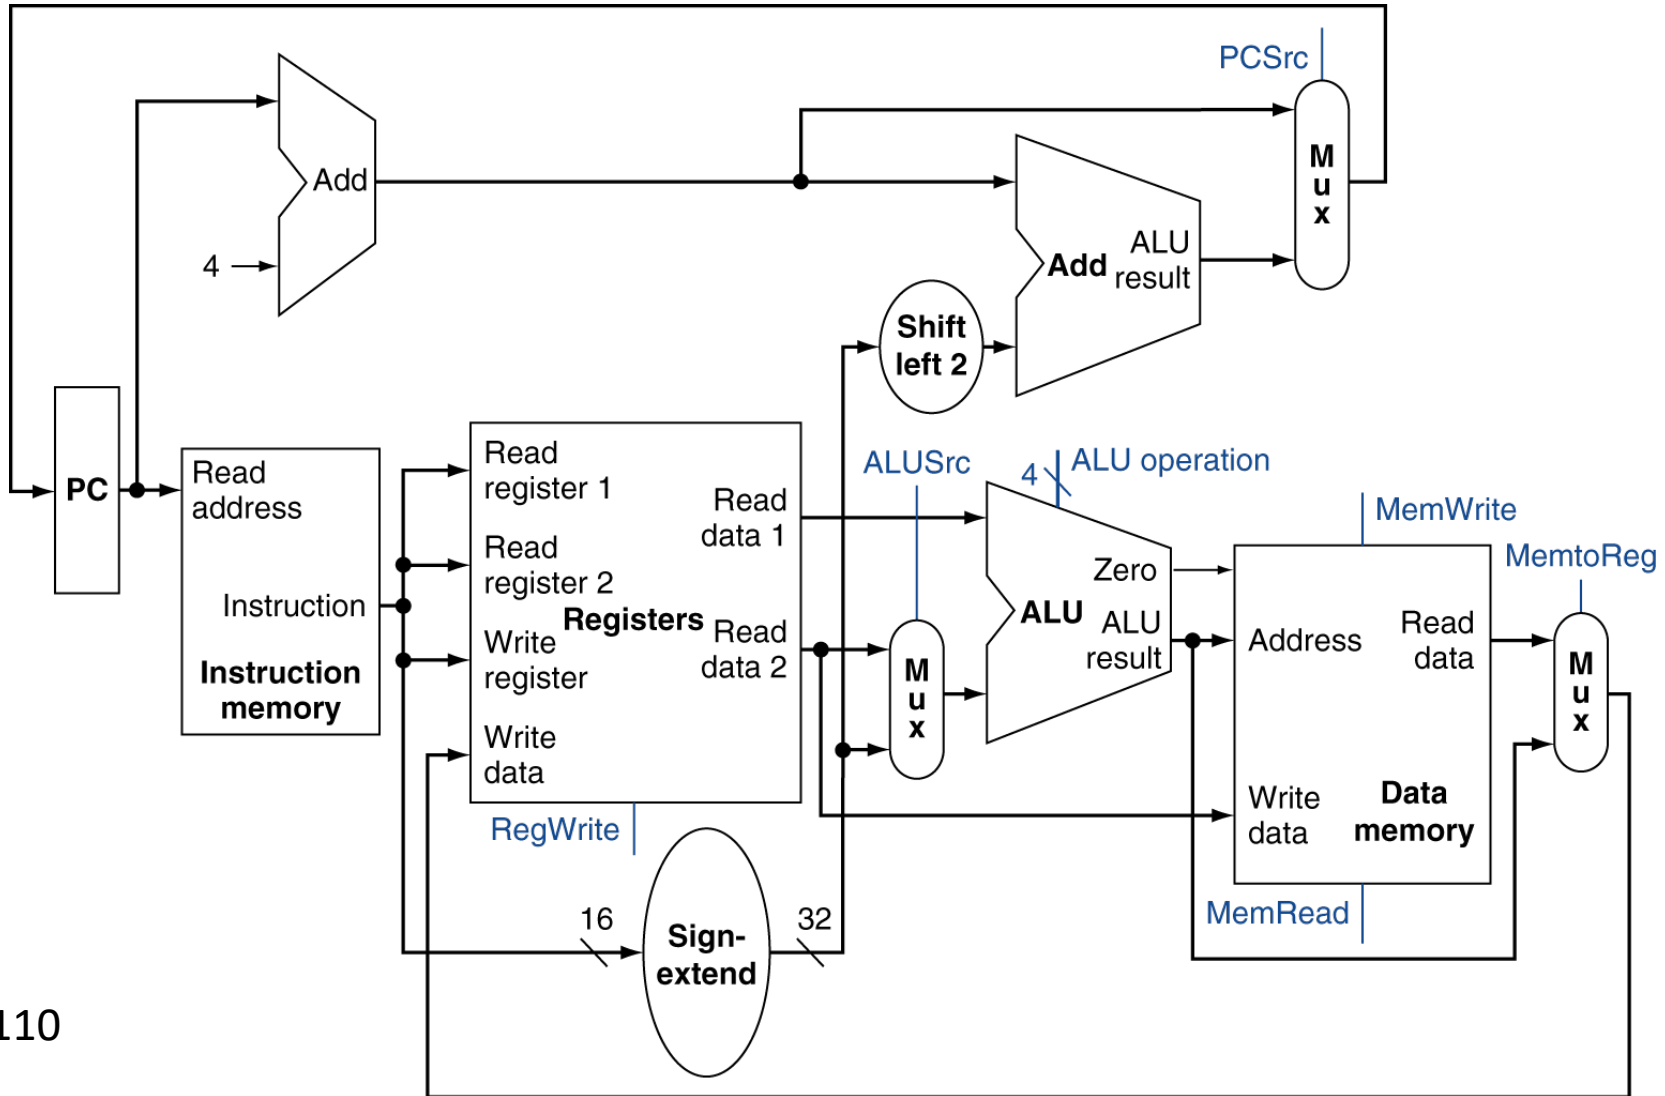 PCSrc
Add
4
M
u
x
Add
ALU
result
Shift
left 2
PC
Read
address
Instruction
Instruction
memory
Read
register 1
Read
register 2
Write
register
Write
data
Registers
Read
data 1
Read
data 2
RegWrite
ALUSrc
M
u
x
4
ALU operation
Zero
ALU
ALU
result
MemWrite
MemtoReg
Address
Read
data
Write
data
Data
memory
MemRead
M
u
x
16
Sign-
extend
32
110